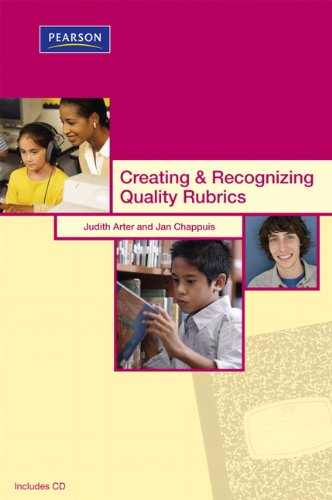 PEARSON
Creating & Recognizing
Quality Rubrics
Judith Arter and Jan Chappuis
Includes CD